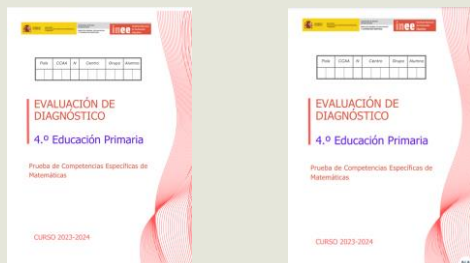 inee
País CCAA N Centro Grupo Alumno
EVALUACIÓN DE
DIAGNÓSTICO
4.º Educación Primaria
Prueba de Competencias Específicas de
Matemáticas
CURSO 2023-2024
inee
País CCAA N Centro Grupo Alumno
EVALUACIÓN DE
DIAGNÓSTICO
4.º Educación Primaria
Prueba de Competencias Específicas de
Matemáticas
CURSO 2023-2024